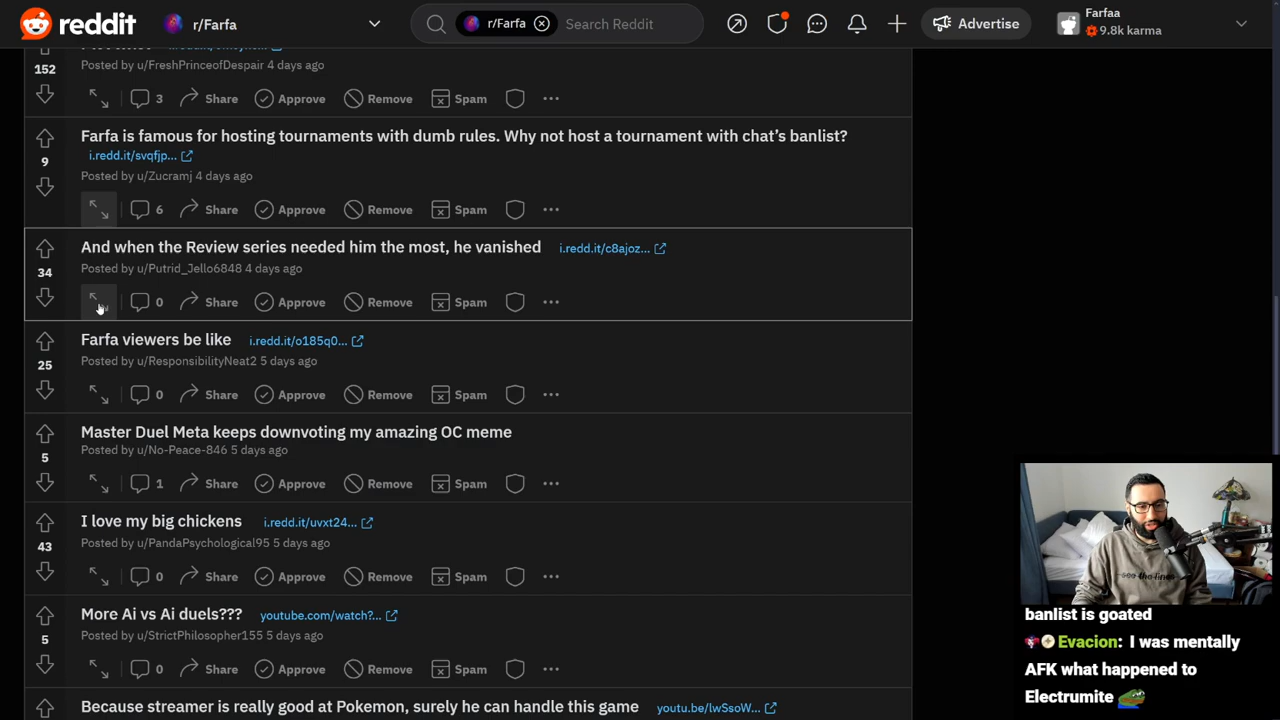 reddit
r/Farfa
r/Farfa
Search Reddit
Advertise
Farfaa
9.8k karma
152
Posted by u/FreshPrinceofDespair 4 days ago
3 Share Approve Remove Spam
Farfa is famous for hosting tournaments with dumb rules. Why not host a tournament with chat’s banlist?
i.redd.it/svqfjp...
9
Posted by u/Zucramj 4 days ago
6 Share Approve Remove Spam
And when the Review series needed him the most, he vanished i.redd.it/c8ajoz...
34
Posted by u/Putrid_Jello6848 4 days ago
0 Share Approve Remove Spam
Farfa viewers be like i.redd.it/o185q0...
25
Posted by u/ResponsibilityNeat2 5 days ago
0 Share Approve Remove Spam
Master Duel Meta keeps downvoting my amazing OC meme
5
Posted by u/No-Peace-846 5 days ago
1 Share Approve Remove Spam
I love my big chickens i.redd.it/uvxt24...
43
Posted by u/PandaPsychological95 5 days ago
0 Share Approve Remove Spam
More Ai vs Ai duels??? youtube.com/watch?...
5
Posted by u/StrictPhilosopher155 5 days ago
0 Share Approve Remove Spam
Because streamer is really good at Pokemon, surely he can handle this game youtu.be/lwSsoW...
banlist is goated
Evacion: I was mentally
AFK what happened to
Electrumite